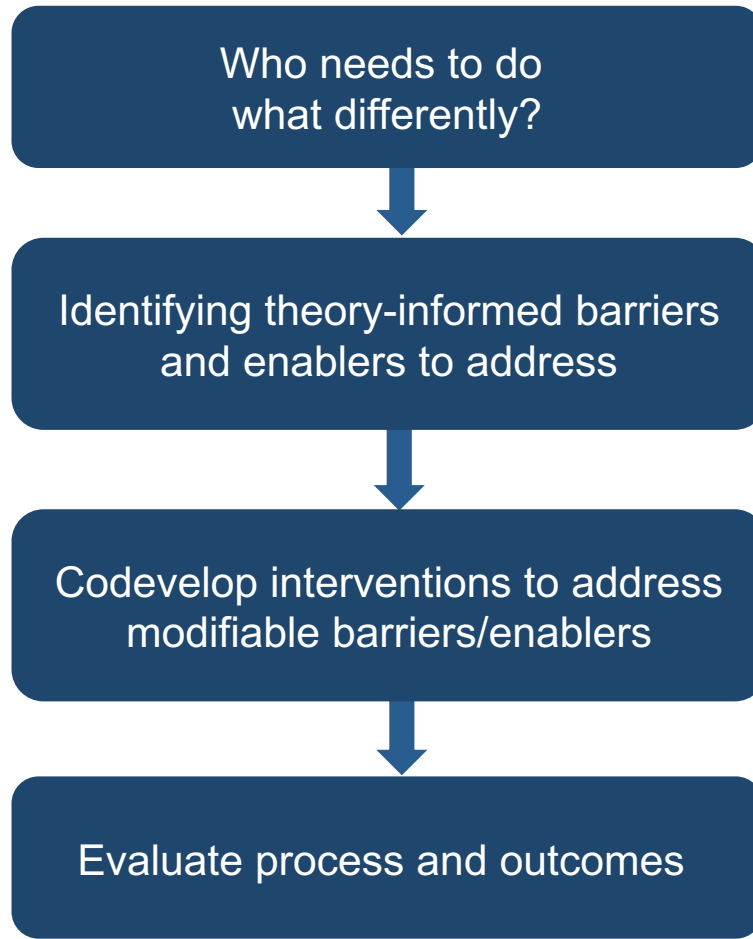 Who needs to do
what differently?
Identifying theory-informed barriers
and enablers to address
Codevelop interventions to address
modifiable barriers/enablers
Evaluate process and outcomes